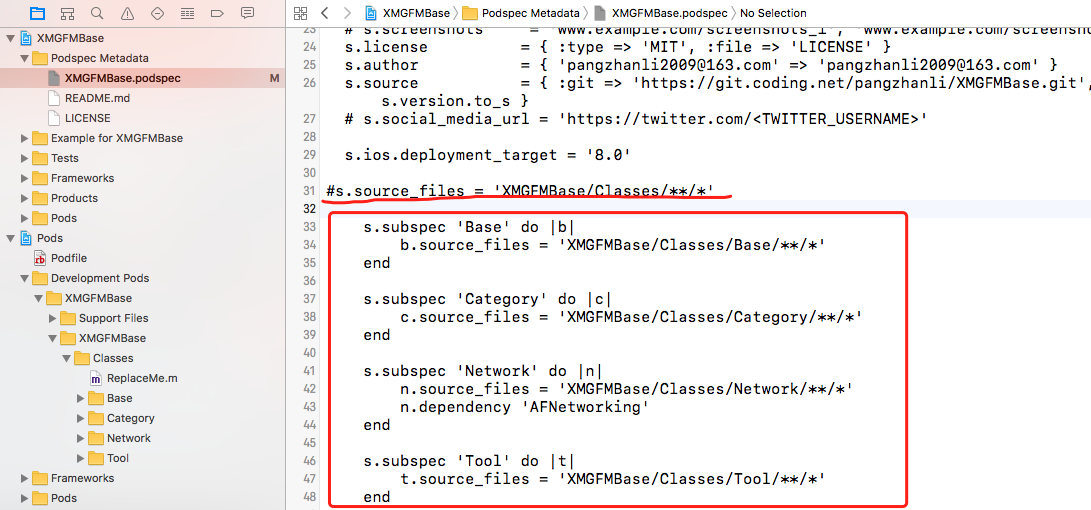 XMGFMBase
Podspec Metadata
XMGFMBase.podspec
M
README.md
LICENSE
Example for XMGFMBase
Tests
Frameworks
Products
Pods
Pods
Podfile
Development Pods
XMGFMBase
Support Files
XMGFMBase
Classes
ReplaceMe.m
Base
Category
Network
Tool
Frameworks
Pods
XMGFMBase Podspec Metadata XMGFMBase.podspec No Selection
23 # s.screenshots = 'www.example.com/screenshots_1', 'www.example.com/screenshots_2'
24 s.license = { :type => 'MIT', :file => 'LICENSE' }
25 s.author = { 'pangzhanli2009@163.com' => 'pangzhanli2009@163.com' }
26 s.source = { :git => 'https://git.coding.net/pangzhanli/XMGFMBase.git',
s.version.to_s }
27 # s.social_media_url = 'https://twitter.com/<TWITTER_USERNAME>'
28
29 s.ios.deployment_target = '8.0'
30
31 #s.source_files = 'XMGFMBase/Classes/**/*'
32
33 s.subspec 'Base' do |b|
34 b.source_files = 'XMGFMBase/Classes/Base/**/*'
35 end
36
37 s.subspec 'Category' do |c|
38 c.source_files = 'XMGFMBase/Classes/Category/**/*'
39 end
40
41 s.subspec 'Network' do |n|
42 n.source_files = 'XMGFMBase/Classes/Network/**/*'
43 n.dependency 'AFNetworking'
44 end
45
46 s.subspec 'Tool' do |t|
47 t.source_files = 'XMGFMBase/Classes/Tool/**/*'
48 end